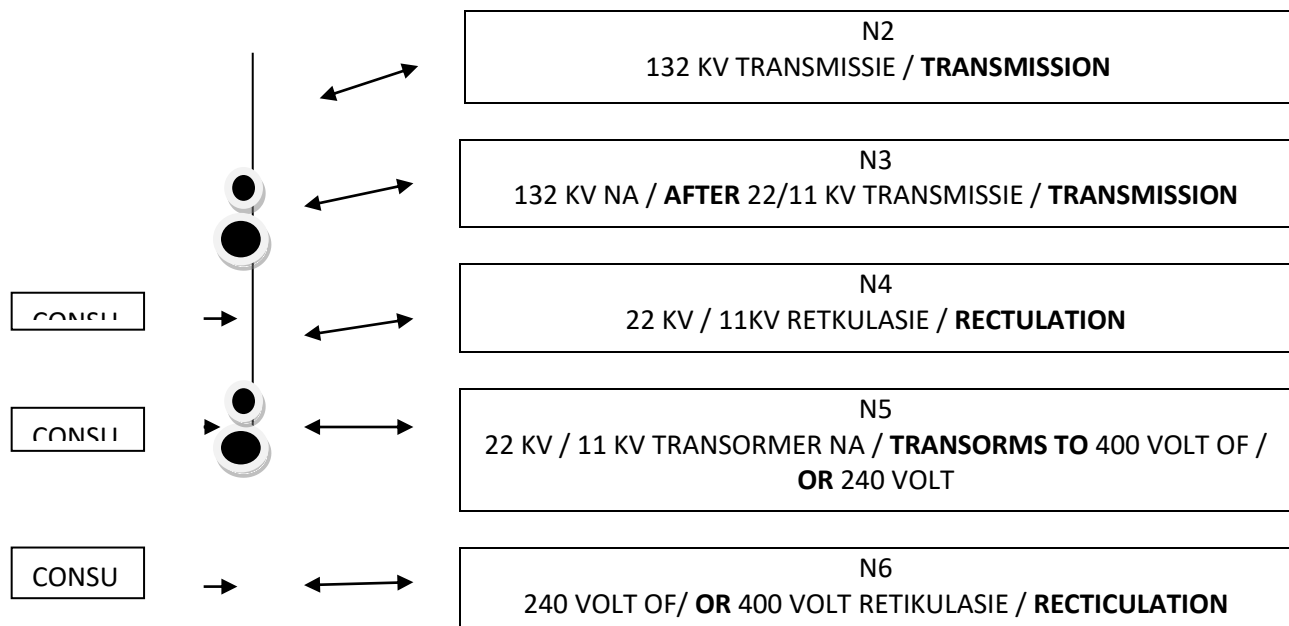 N2
132 KV TRANSMISSIE / TRANSMISSION
N3
132 KV NA / AFTER 22/11 KV TRANSMISSIE / TRANSMISSION
CONSU
N4
22 KV / 11KV RETKULASIE / RECTULATION
CONSU
N5
22 KV / 11 KV TRANSORMER NA / TRANSORMS TO 400 VOLT OF /
OR 240 VOLT
CONSU
N6
240 VOLT OF/ OR 400 VOLT RETIKULASIE / RECTICULATION